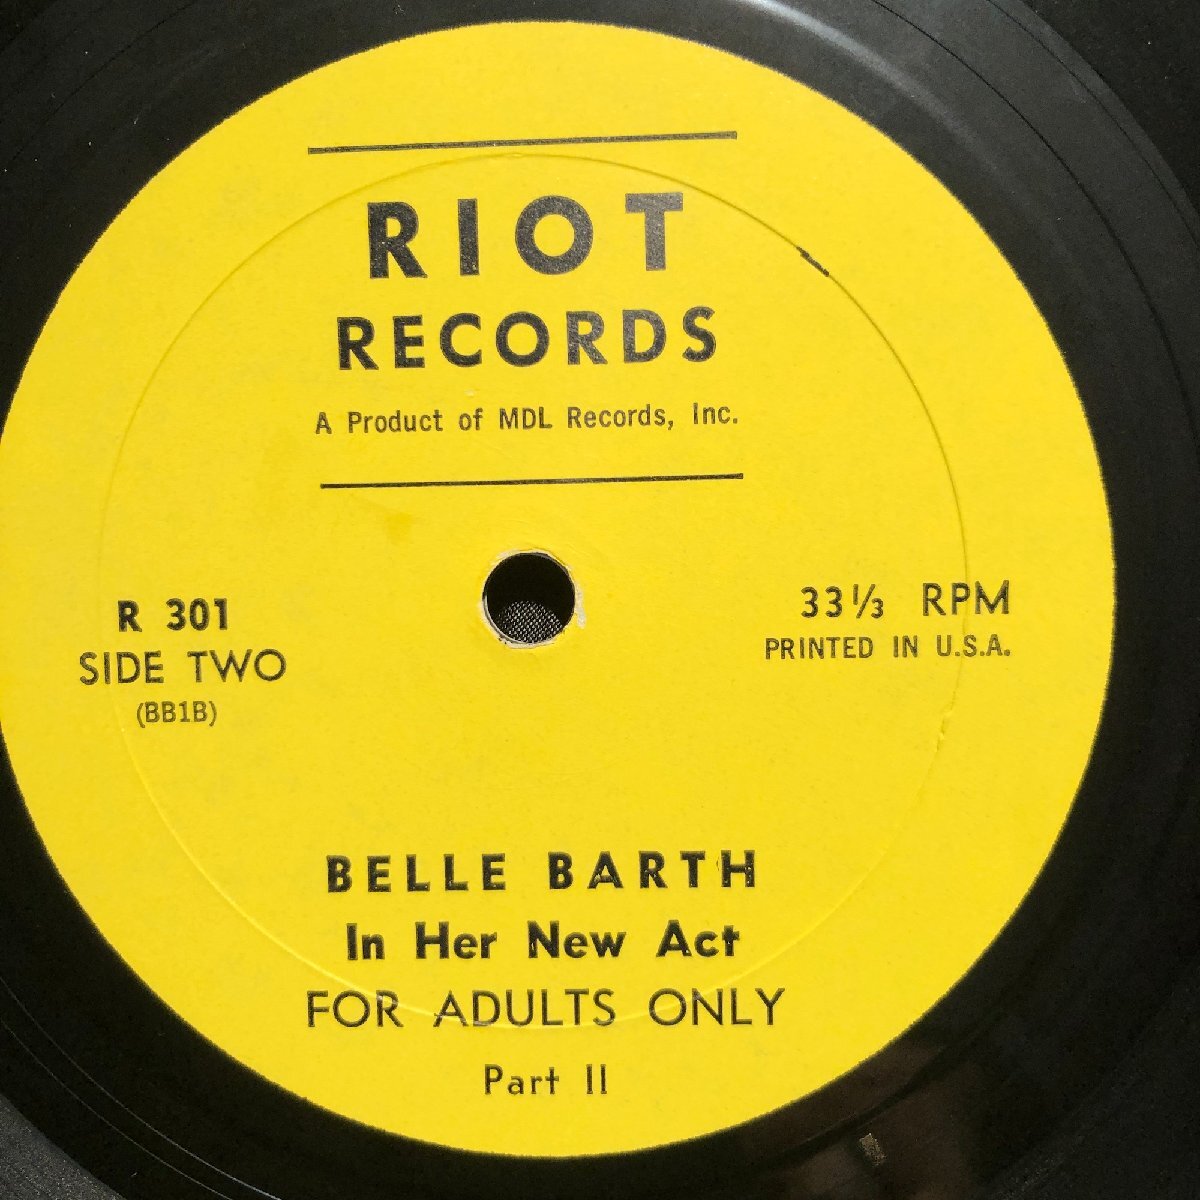 RIOT
RECORDS
A Product of MDL Records, Inc.
R 301
SIDE TWO
(BB1B)
33⅓ RPM
PRINTED IN U.S.A.
BELLE BARTH
In Her New Act
FOR ADULTS ONLY
Part II